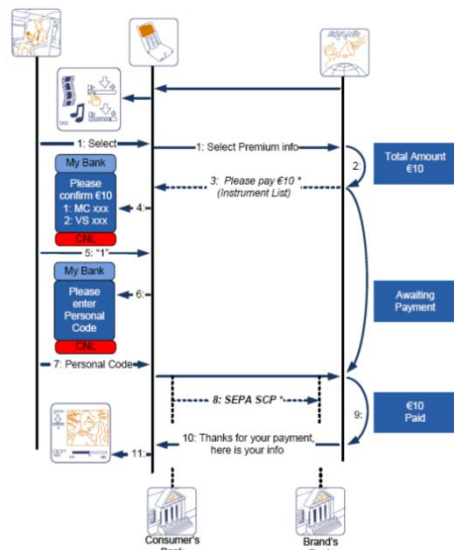 1: Select
1: Select Premium info
2:
Total Amount
€10
My Bank
Please
confirm €10
1: MC xxx
2: VS xxx
CNL
3: Please pay €10 *
(Instrument List)
4:
5: "1"
My Bank
Please
enter
Personal
Code
CNL
6:
Awaiting
Payment
7: Personal Code
8: SEPA SCP *
9:
€10
Paid
10: Thanks for your payment,
here is your info
11:
Consumer's
Brand's